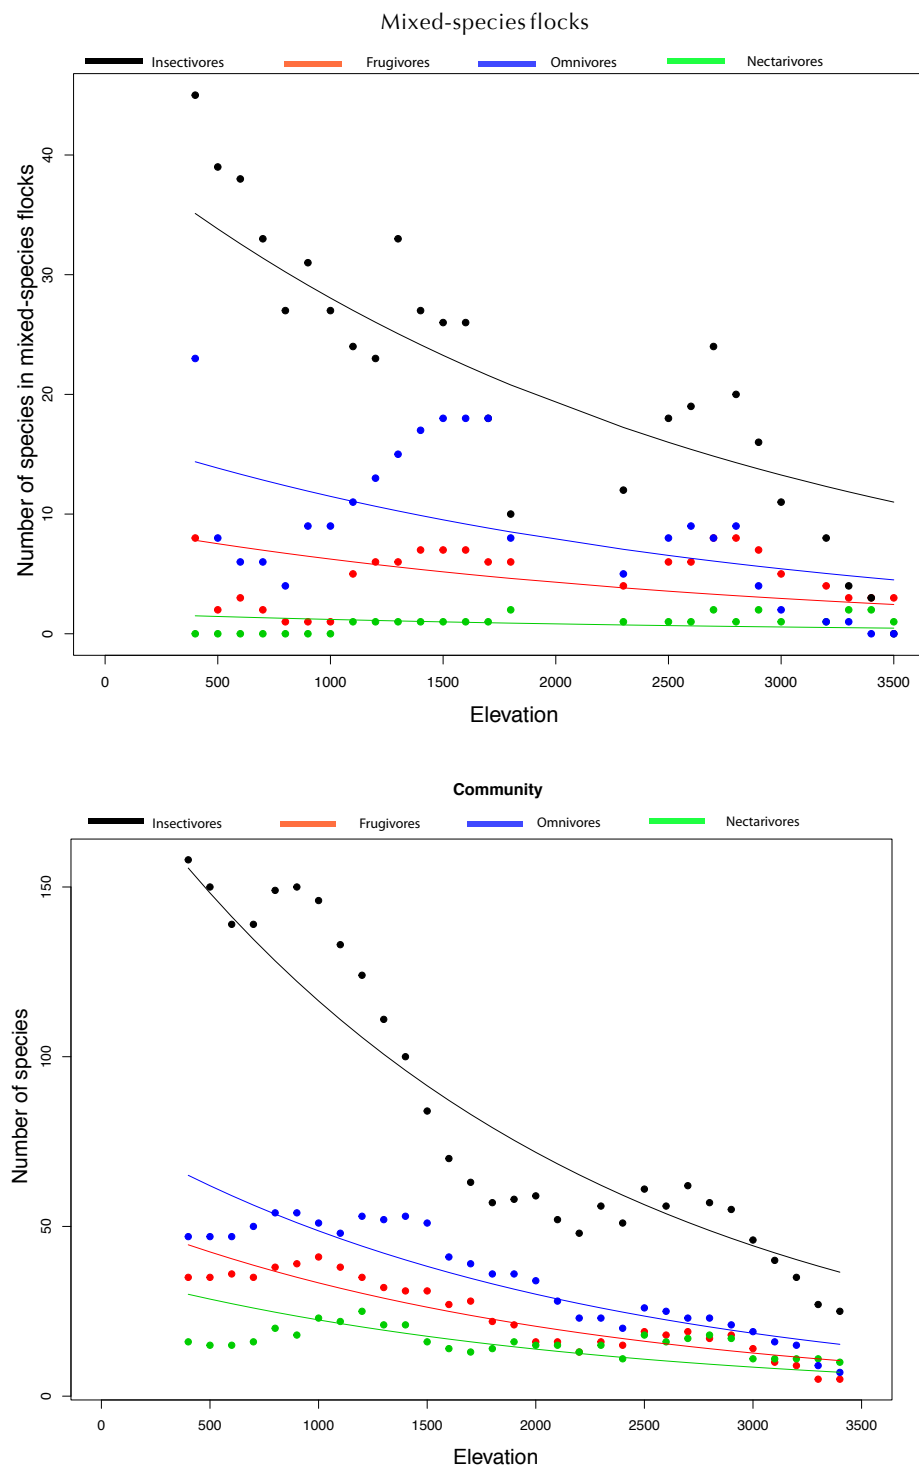 Mixed-species flocks
Insectivores Frugivores Omnivores Nectarivores
Number of species in mixed-species flocks
40
30
20
10
0
0 500 1000 1500 2000 2500 3000 3500
Elevation
Community
Insectivores Frugivores Omnivores Nectarivores
Number of species
150
100
50
0
0 500 1000 1500 2000 2500 3000 3500
Elevation